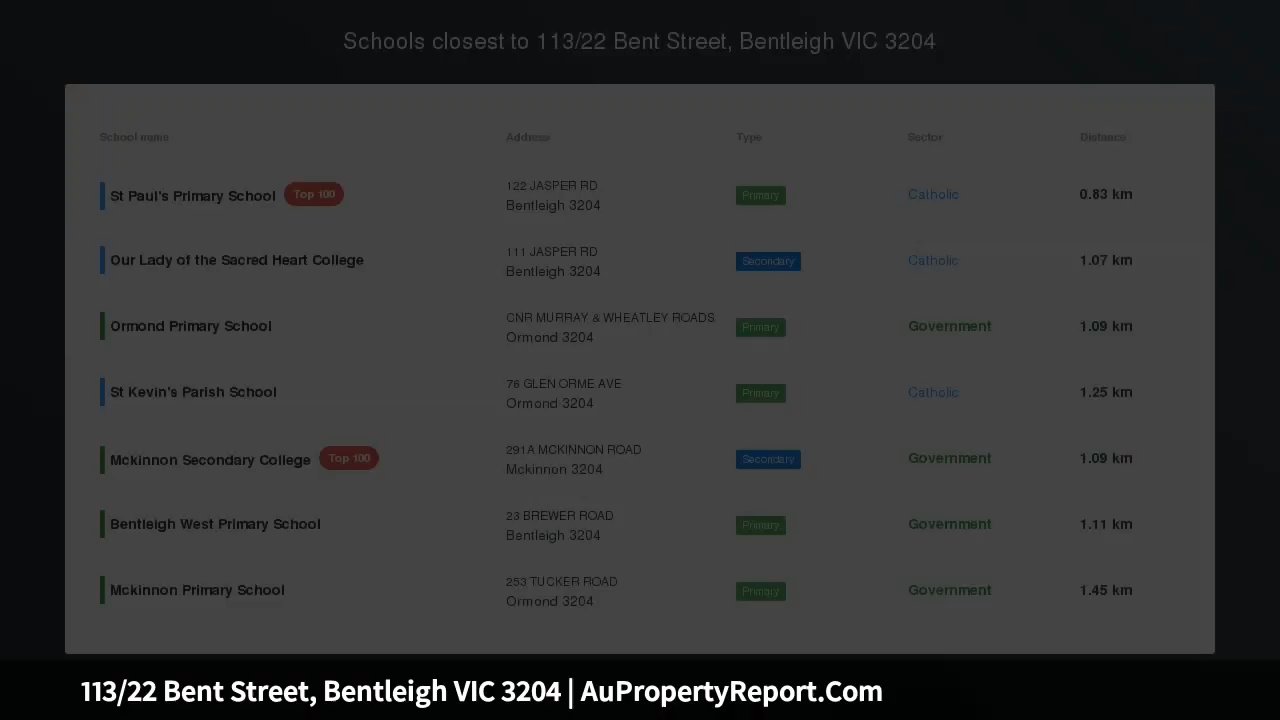 Schools closest to 113/22 Bent Street, Bentleigh VIC 3204
School name Address Type Sector Distance
St Paul's Primary School Top 100 122 JASPER RD Primary Catholic 0.83 km
Bentleigh 3204
Our Lady of the Sacred Heart College 111 JASPER RD Secondary Catholic 1.07 km
Bentleigh 3204
Ormond Primary School CNR MURRAY & WHEATLEY ROADS Primary Government 1.09 km
Ormond 3204
St Kevin's Parish School 76 GLEN ORME AVE Primary Catholic 1.25 km
Ormond 3204
Mckinnon Secondary College Top 100 291A MCKINNON ROAD Secondary Government 1.09 km
Mckinnon 3204
Bentleigh West Primary School 23 BREWER ROAD Primary Government 1.11 km
Bentleigh 3204
Mckinnon Primary School 253 TUCKER ROAD Primary Government 1.45 km
Ormond 3204
113/22 Bent Street, Bentleigh VIC 3204 | AuPropertyReport.Com